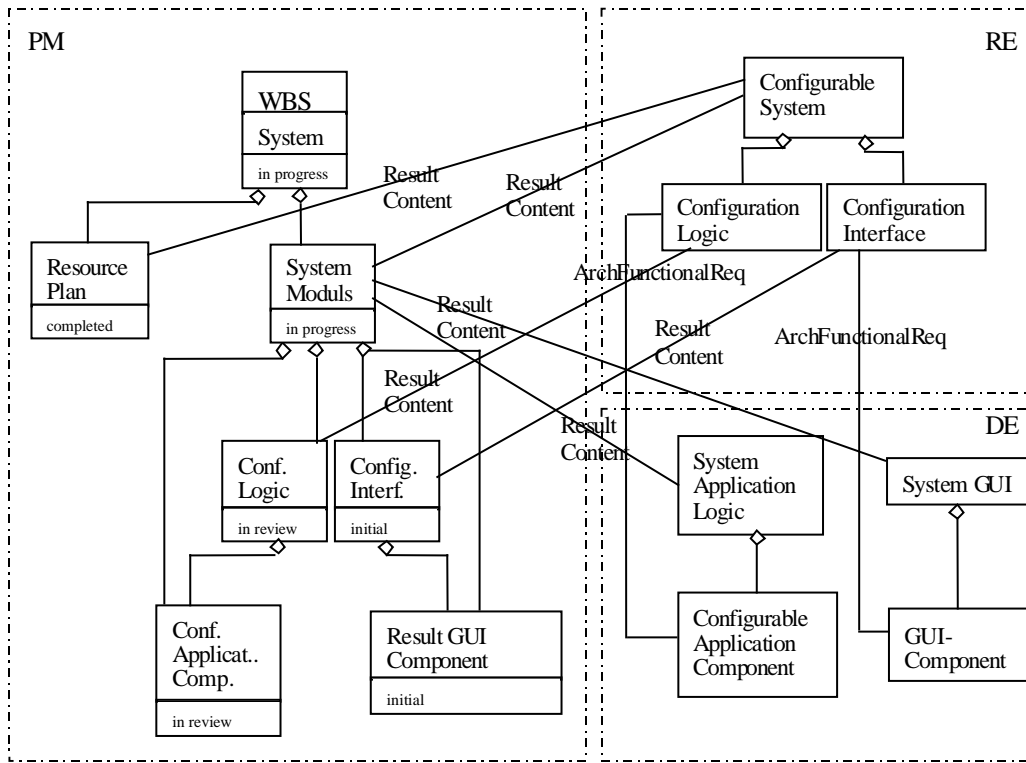 PM
RE
WBS
System
in progress
Configurable
System
Result
Content
Result
Content
Configuration
Logic
Configuration
Interface
Resource
Plan
completed
System
Moduls
in progress
ArchFunctionalReq
Result
Content
Result
Content
ArchFunctionalReq
Result
Content
Result
Content
DE
Conf.
Logic
in review
Config.
Interf.
initial
System
Application
Logic
System GUI
Conf.
Applicat..
Comp.
in review
Result GUI
Component
initial
Configurable
Application
Component
GUI-
Component